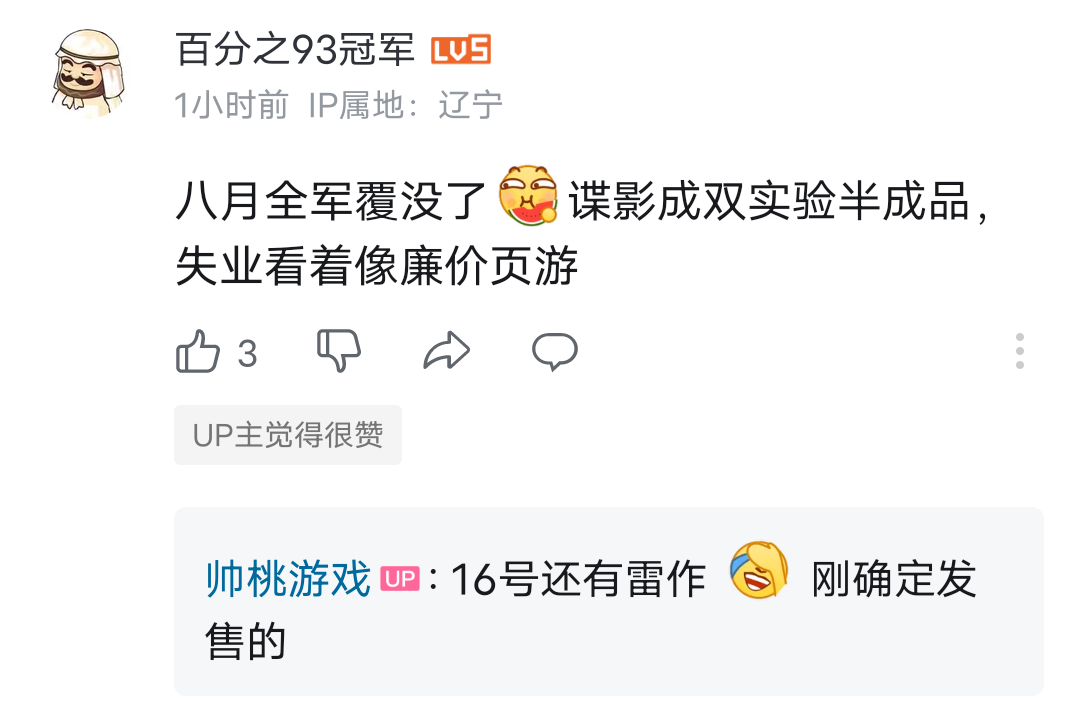 百分之93冠军 LV5
1小时前 IP属地：辽宁
八月全军覆没了谍影成双实验半成品，
失业看着像廉价页游
3
UP主觉得很赞
帅桃游戏 UP：16号还有雷作 刚确定发
售的